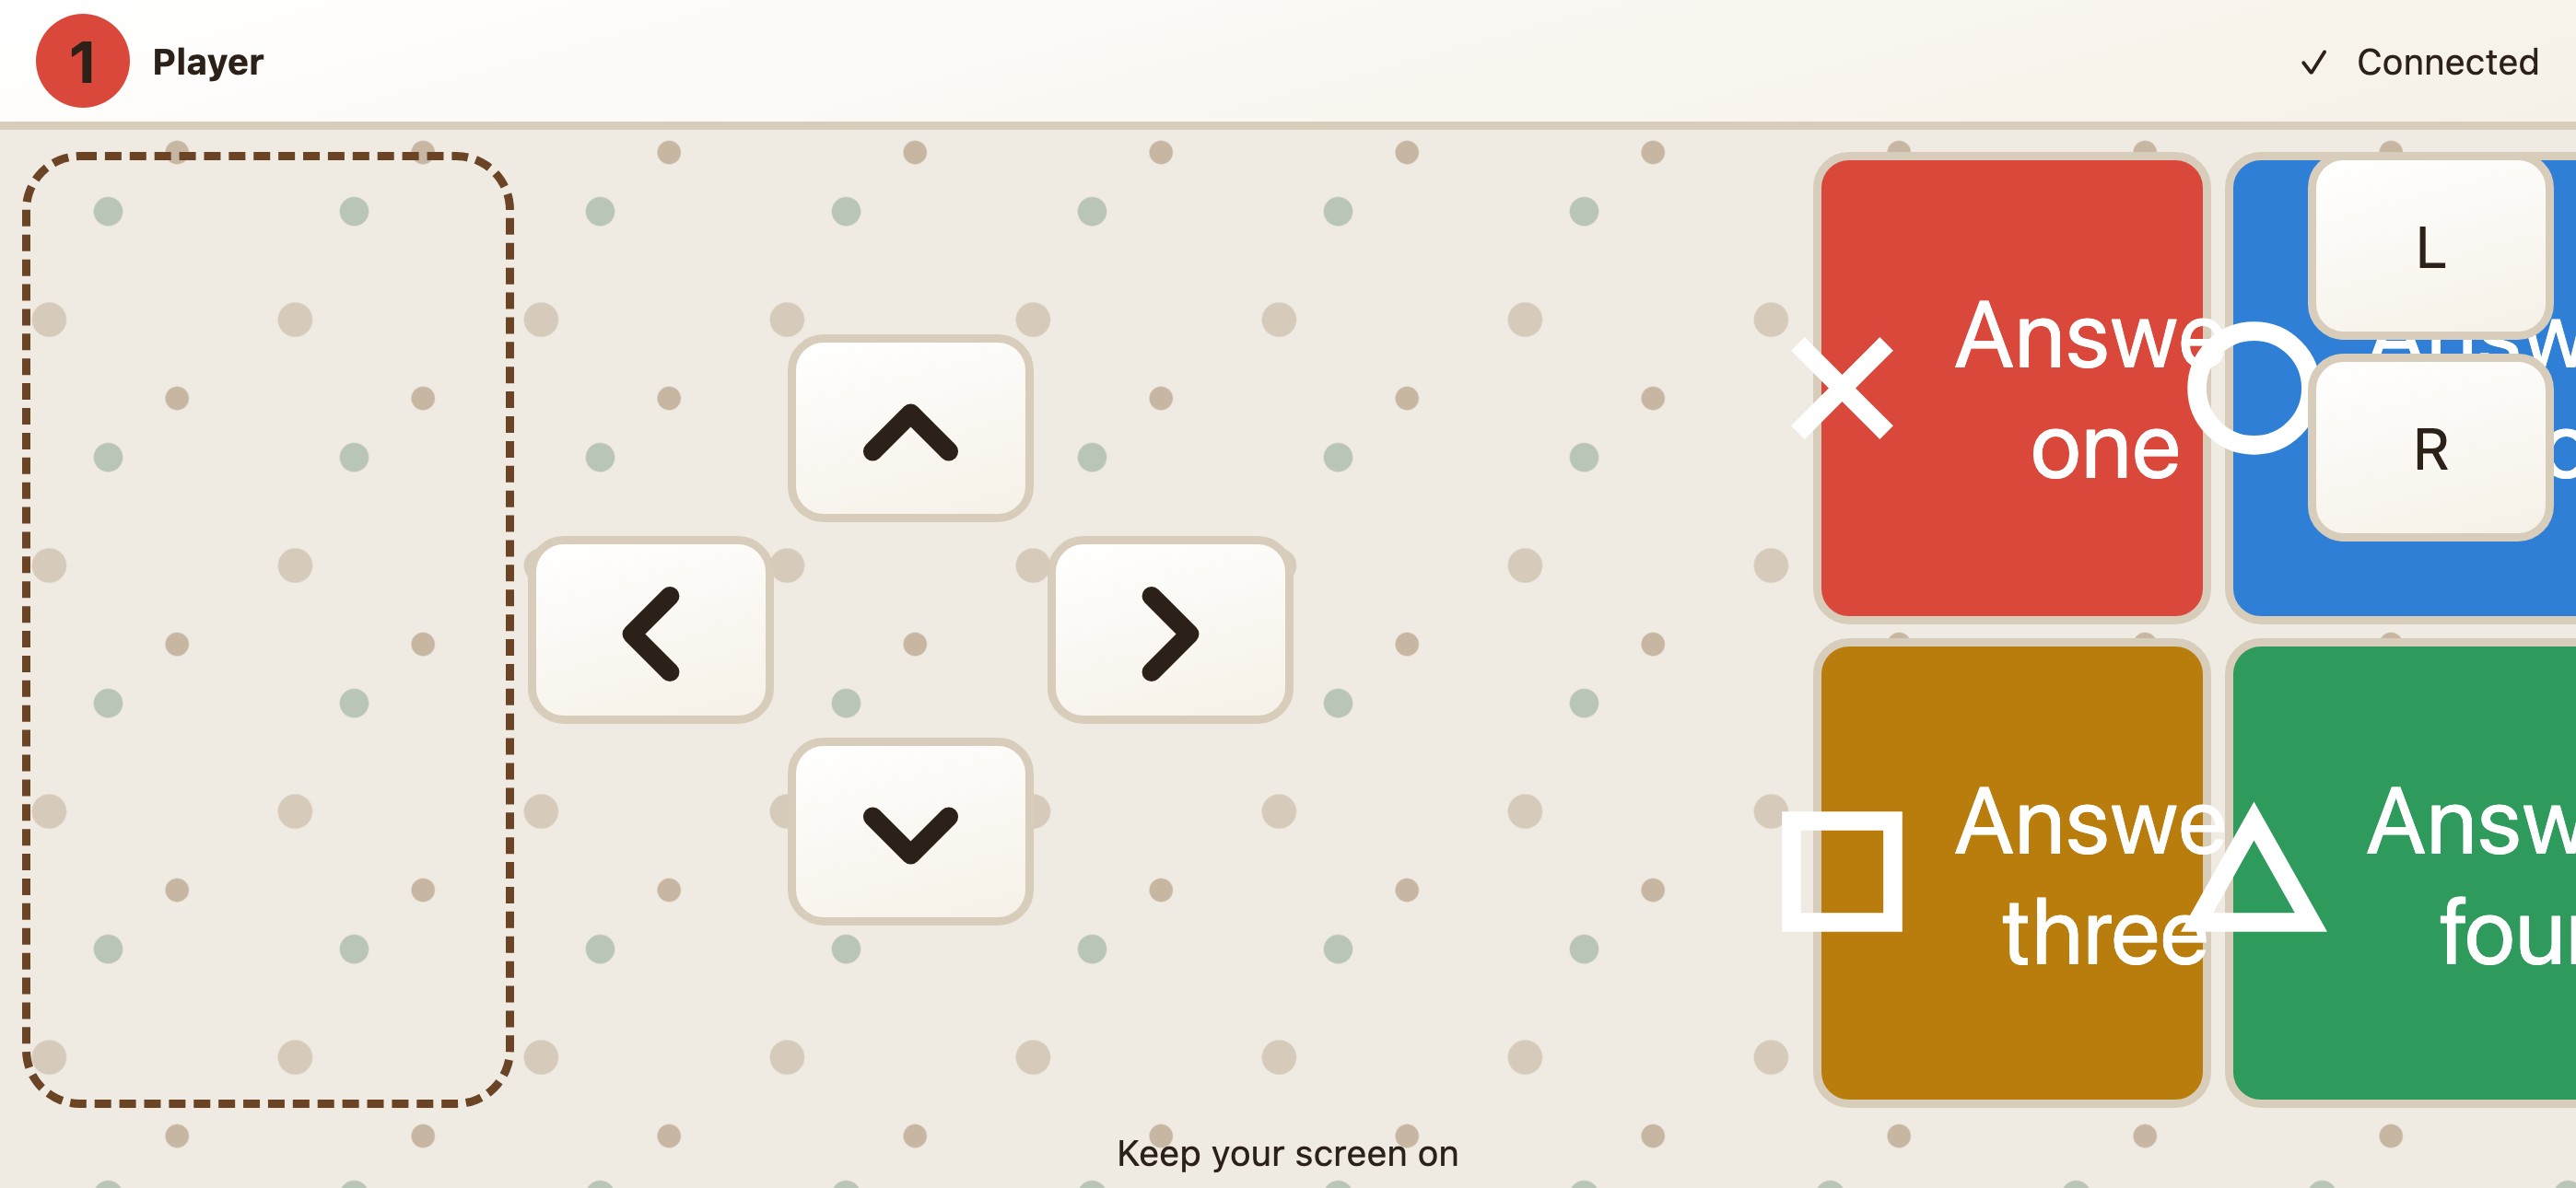 1 Player
✓ Connected
Answe
one
L
R
Answe
three
Answ
four
Keep your screen on